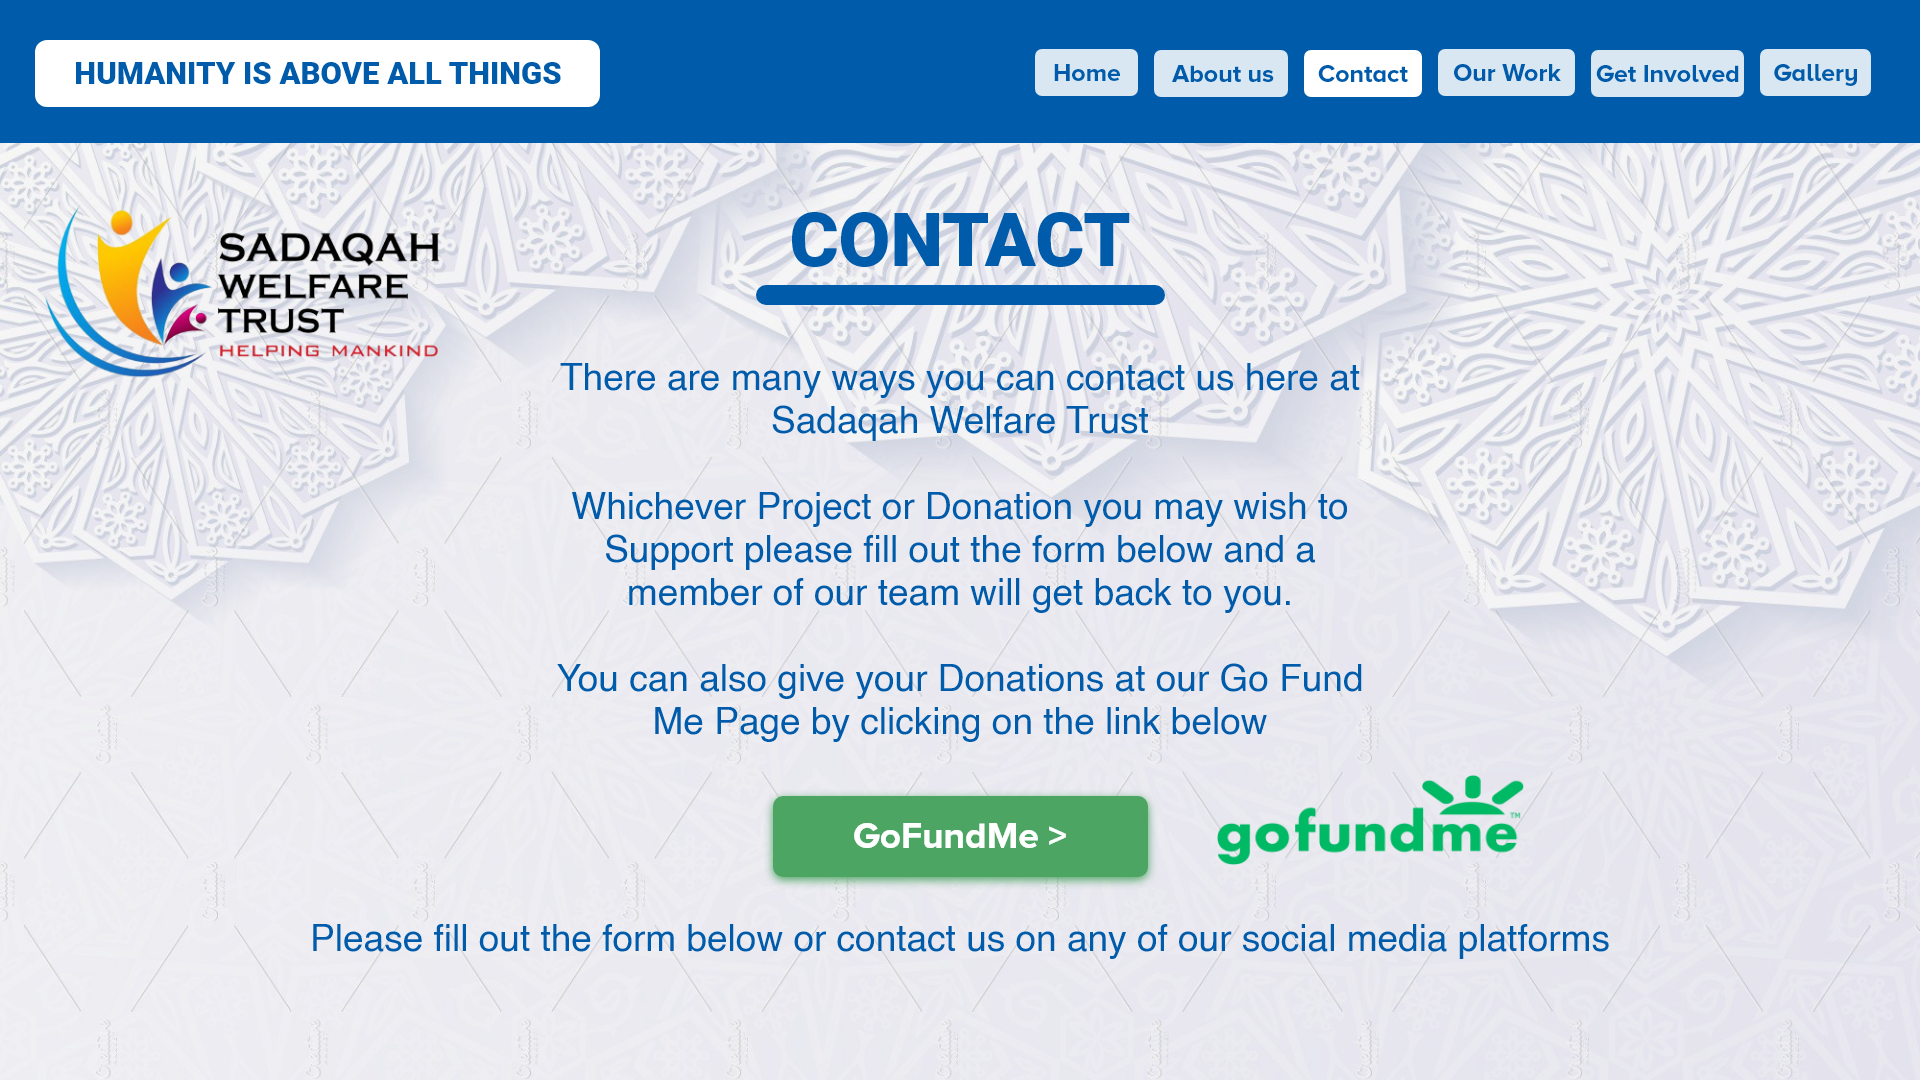 HUMANITY IS ABOVE ALL THINGS
Home
About us
Contact
Our Work
Get Involved
Gallery
SADAQAH
WELFARE
TRUST
HELPING MANKIND
CONTACT
There are many ways you can contact us here at
Sadaqah Welfare Trust
Whichever Project or Donation you may wish to
Support please fill out the form below and a
member of our team will get back to you.
You can also give your Donations at our Go Fund
Me Page by clicking on the link below
GoFundMe >
gofundme™
Please fill out the form below or contact us on any of our social media platforms